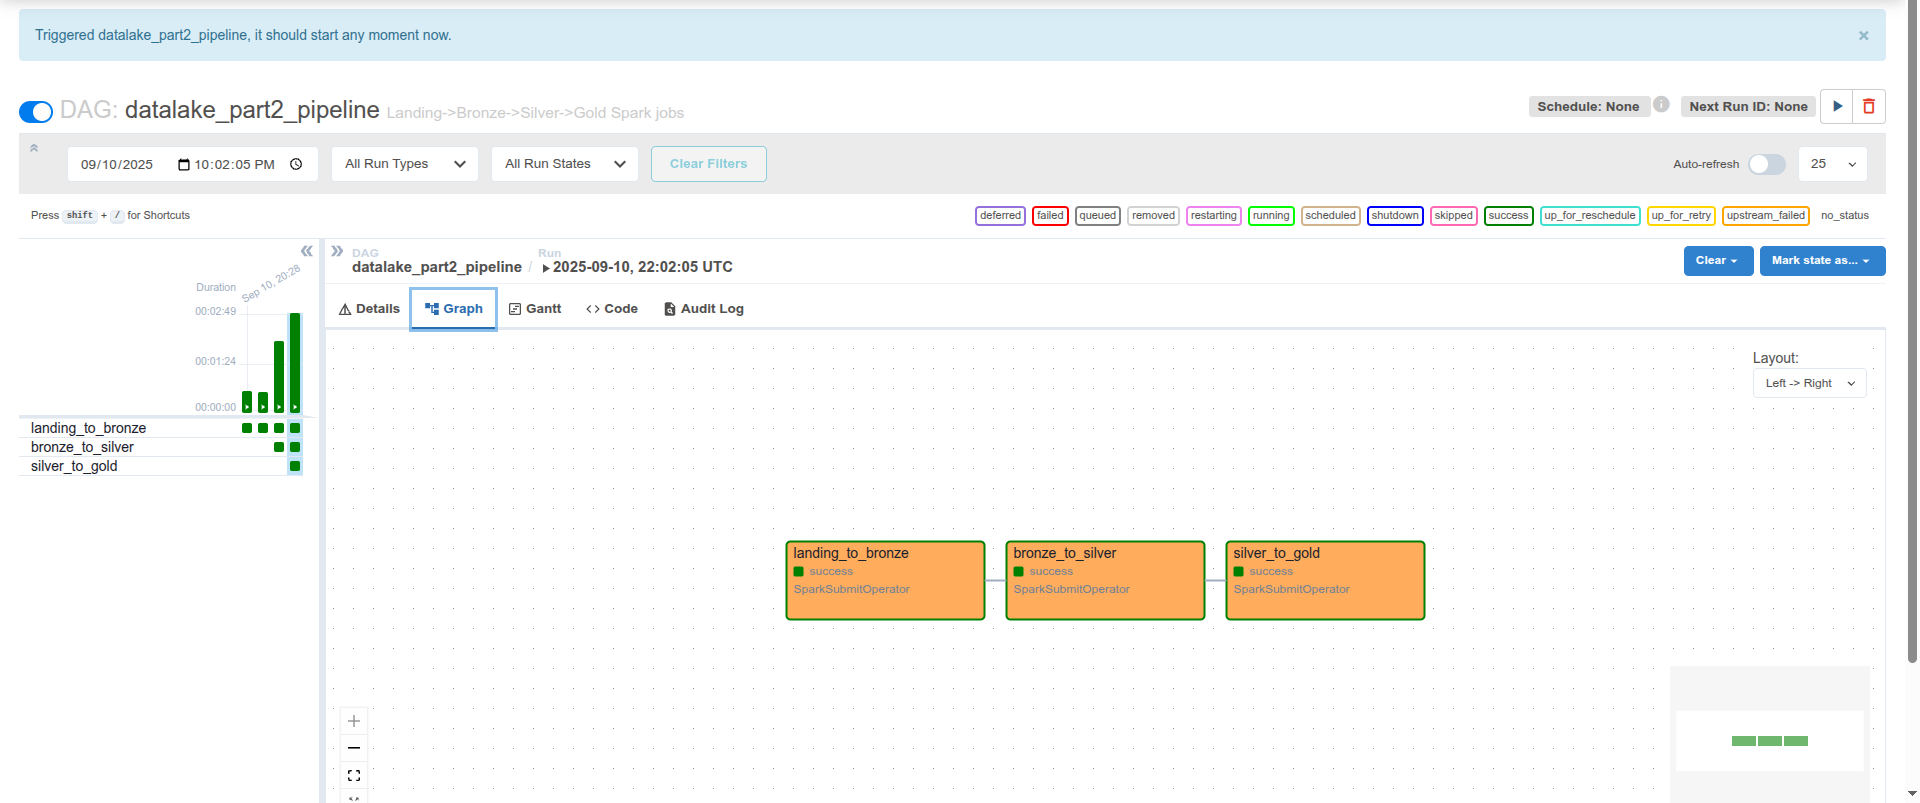 Triggered datalake_part2_pipeline, it should start any moment now.
×
DAG: datalake_part2_pipeline Landing->Bronze->Silver->Gold Spark jobs
Schedule: None
Next Run ID: None
09/10/2025 10:02:05 PM
All Run Types
All Run States
Clear Filters
Auto-refresh
25
Press shift + / for Shortcuts
deferred failed queued removed restarting running scheduled shutdown skipped success up_for_reschedule up_for_retry upstream_failed no_status
DAG
datalake_part2_pipeline
/
Run
2025-09-10, 22:02:05 UTC
Clear
Mark state as...
Details
Graph
Gantt
Code
Audit Log
Sep 10, 20:28
Duration
00:02:49
00:01:24
00:00:00
landing_to_bronze
bronze_to_silver
silver_to_gold
Layout:
Left -> Right
landing_to_bronze
success
SparkSubmitOperator
bronze_to_silver
success
SparkSubmitOperator
silver_to_gold
success
SparkSubmitOperator